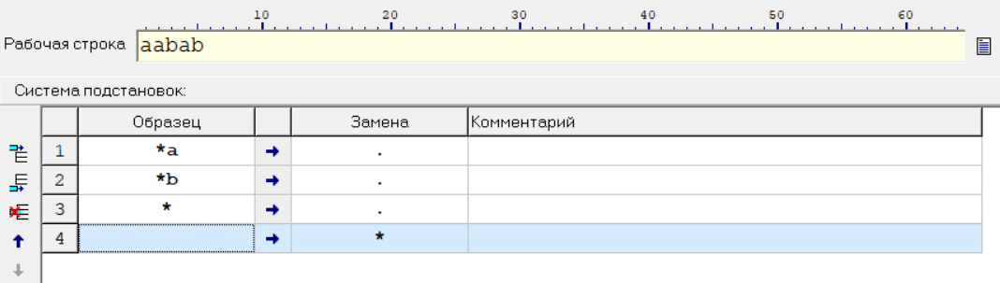 10 20 30 40 50 60
Рабочая строка aabab
Система подстановок:
Образец Замена Комментарий
1 *a → .
2 *b → .
3 * → .
4 → *